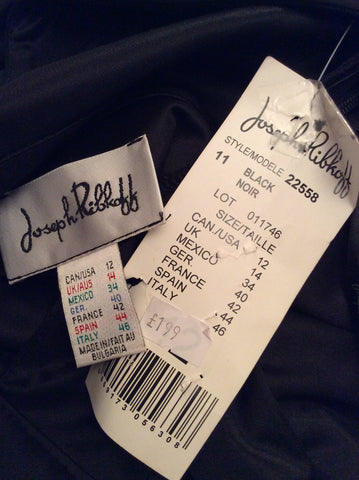 Joseph Ribkoff
CAN/USA 12
UK/AUS 14
MEXICO 34
GER. 40
FRANCE 42
SPAIN 44
ITALY 46
MADE IN/FAIT AU
BULGARIA
Joseph Ribkoff
STYLE/MODELE 22558
11 BLACK
NOIR
LOT 011746
SIZE/TAILLE
CAN./USA 12
UK 14
MEXICO 34
GER. 40
FRANCE 42
SPAIN 44
ITALY 46
£199